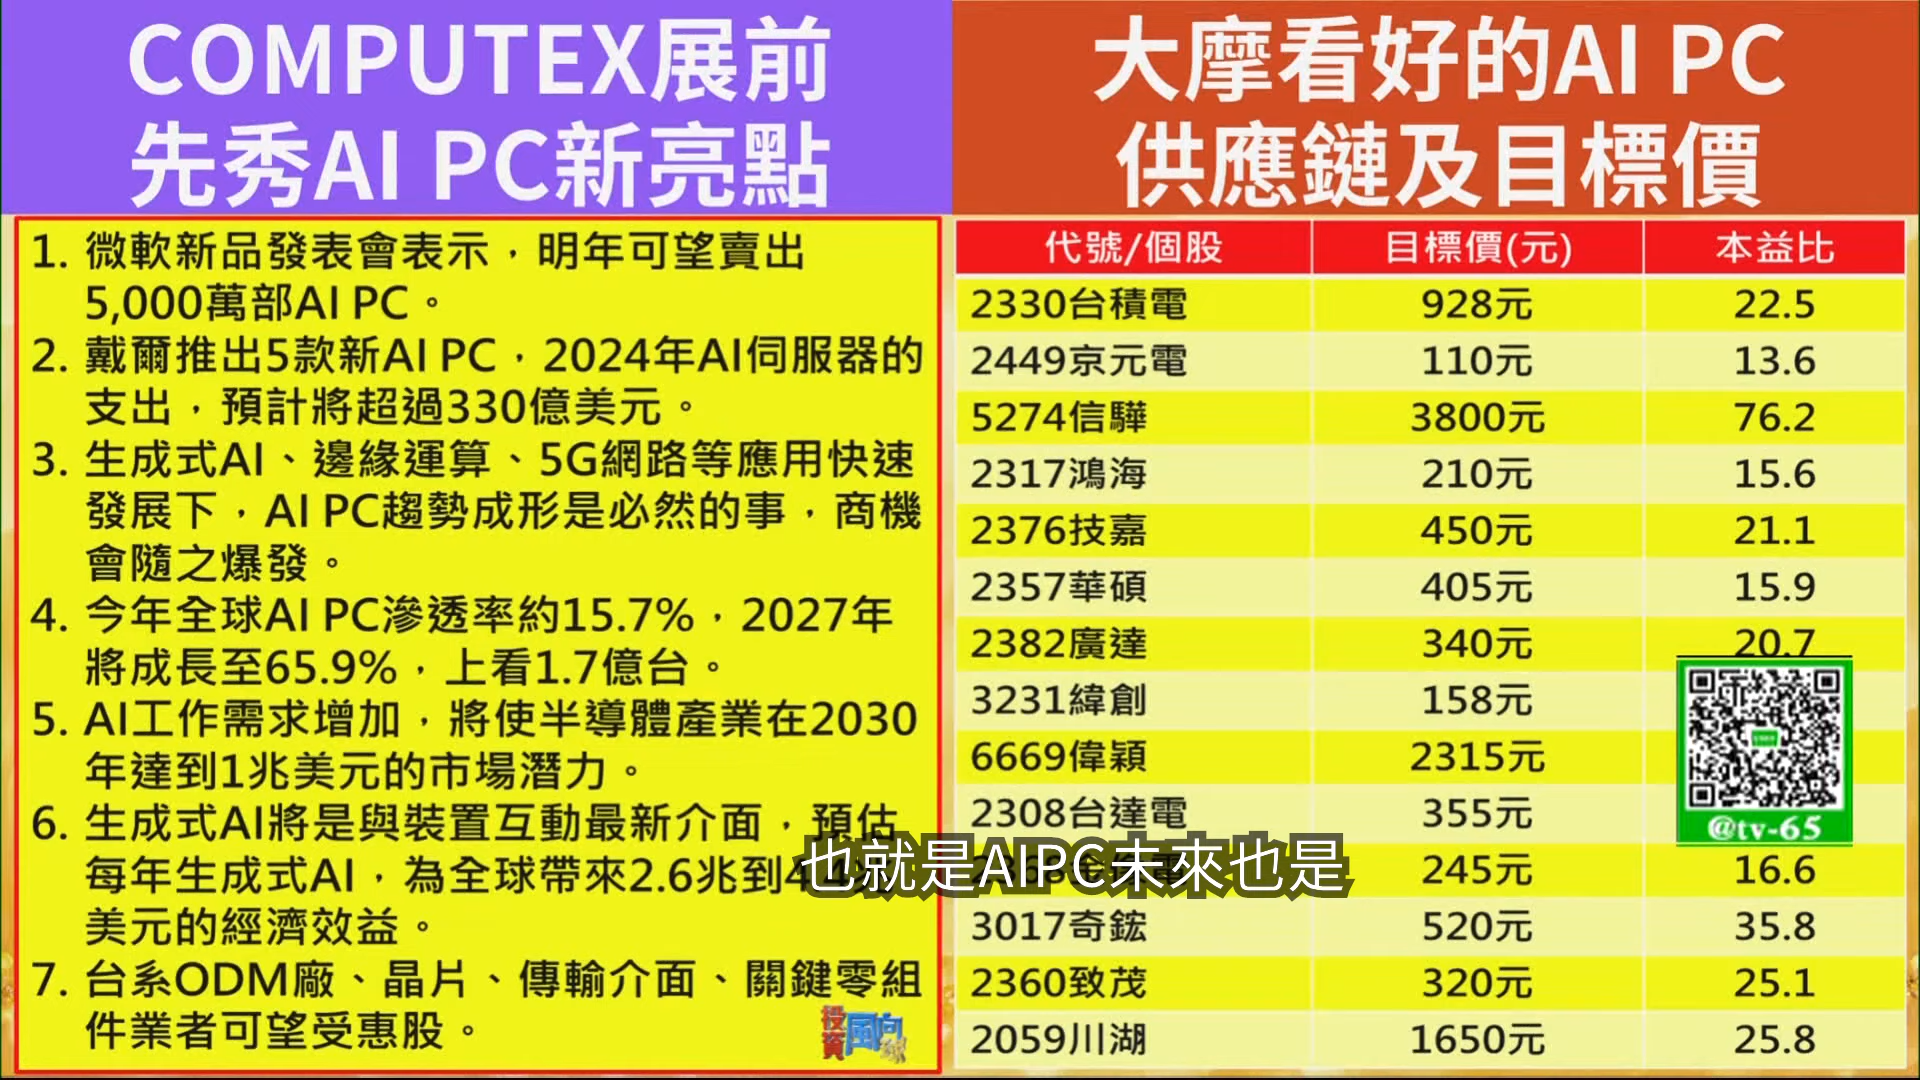 COMPUTEX展前
先秀AI PC新亮點
1. 微軟新品發表會表示，明年可望賣出
5,000萬部AI PC。
2. 戴爾推出5款新AI PC，2024年AI伺服器的
支出，預計將超過330億美元。
3. 生成式AI、邊緣運算、5G網路等應用快速
發展下，AI PC趨勢成形是必然的事，商機
會隨之爆發。
4. 今年全球AI PC滲透率約15.7%，2027年
將成長至65.9%，上看1.7億台。
5. AI工作需求增加，將使半導體產業在2030
年達到1兆美元的市場潛力。
6. 生成式AI將是與裝置互動最新介面，預估
每年生成式AI，為全球帶來2.6兆到
美元的經濟效益。
7. 台系ODM廠、晶片、傳輸介面、關鍵零組
件業者可望受惠股。
投資風向球
大摩看好的AI PC
供應鏈及目標價
代號/個股 目標價(元) 本益比
2330台積電 928元 22.5
2449京元電 110元 13.6
5274信驊 3800元 76.2
2317鴻海 210元 15.6
2376技嘉 450元 21.1
2357華碩 405元 15.9
2382廣達 340元 20.7
3231緯創 158元
6669偉穎 2315元
2308台達電 355元
245元 16.6
3017奇鋐 520元 35.8
2360致茂 320元 25.1
2059川湖 1650元 25.8
@tv-65
也就是AIPC未來也是